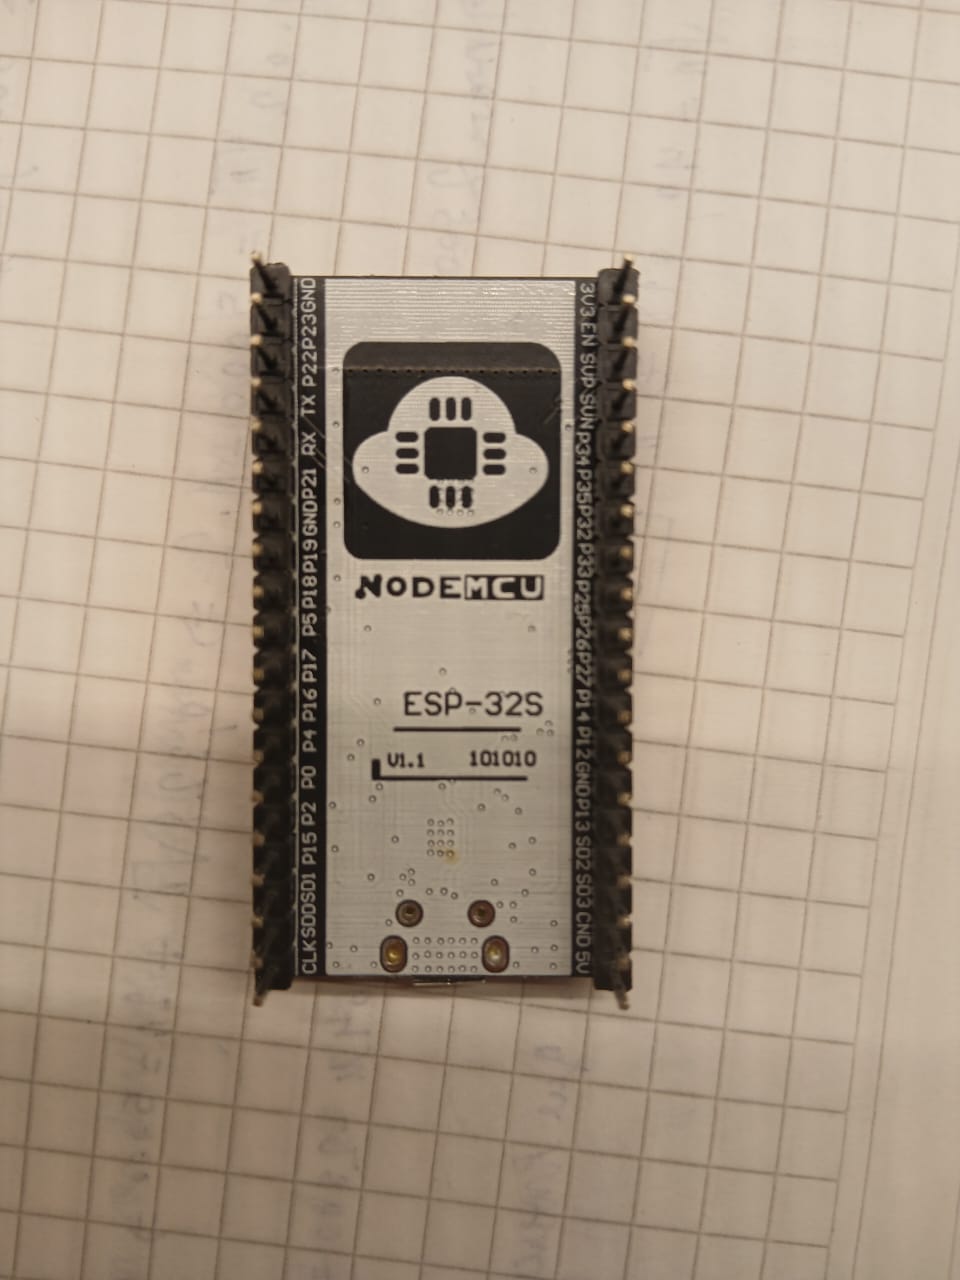 GND
P23
P22
TX
RX
P21
GND
P19
P18
P5
P17
P16
P4
P0
P2
P15
SD1
SD0
CLK
NODEMCU
ESP-32S
V1.1 101010
3V3
EN
SUP
SUN
P34
P35
P32
P33
P25
P26
P27
P14
P12
GND
P13
SD2
SD3
CND
5V